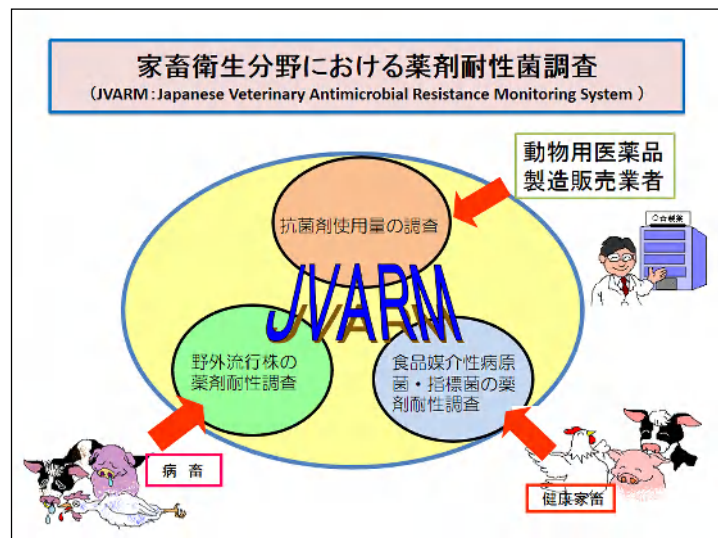 家畜衛生分野における薬剤耐性菌調査
（JVARM：Japanese Veterinary Antimicrobial Resistance Monitoring System ）
動物用医薬品
製造販売業者
抗菌剤使用量の調査
〇合製薬
JVARM
野外流行株の
薬剤耐性調査
食品媒介性病原
菌・指標菌の薬
剤耐性調査
病 畜
健康家畜